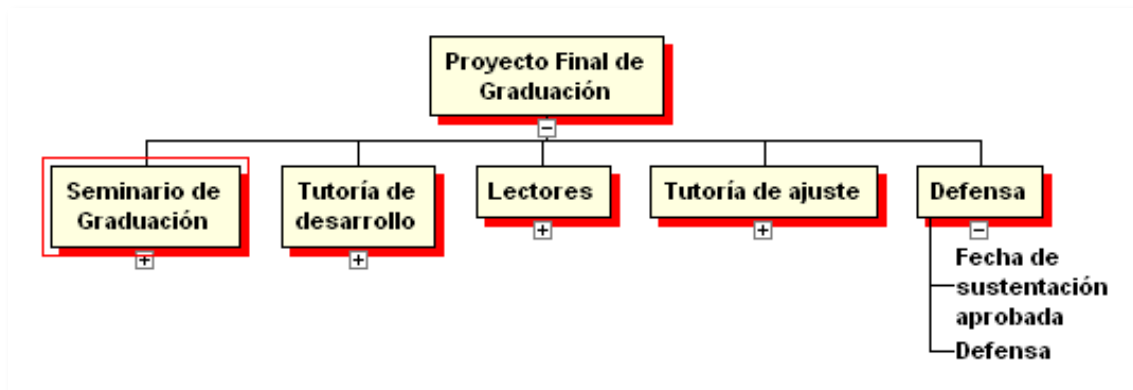 Proyecto Final de
Graduación
Seminario de
Graduación
Tutoría de
desarrollo
Lectores
Tutoría de ajuste
Defensa
Fecha de
sustentación
aprobada
Defensa